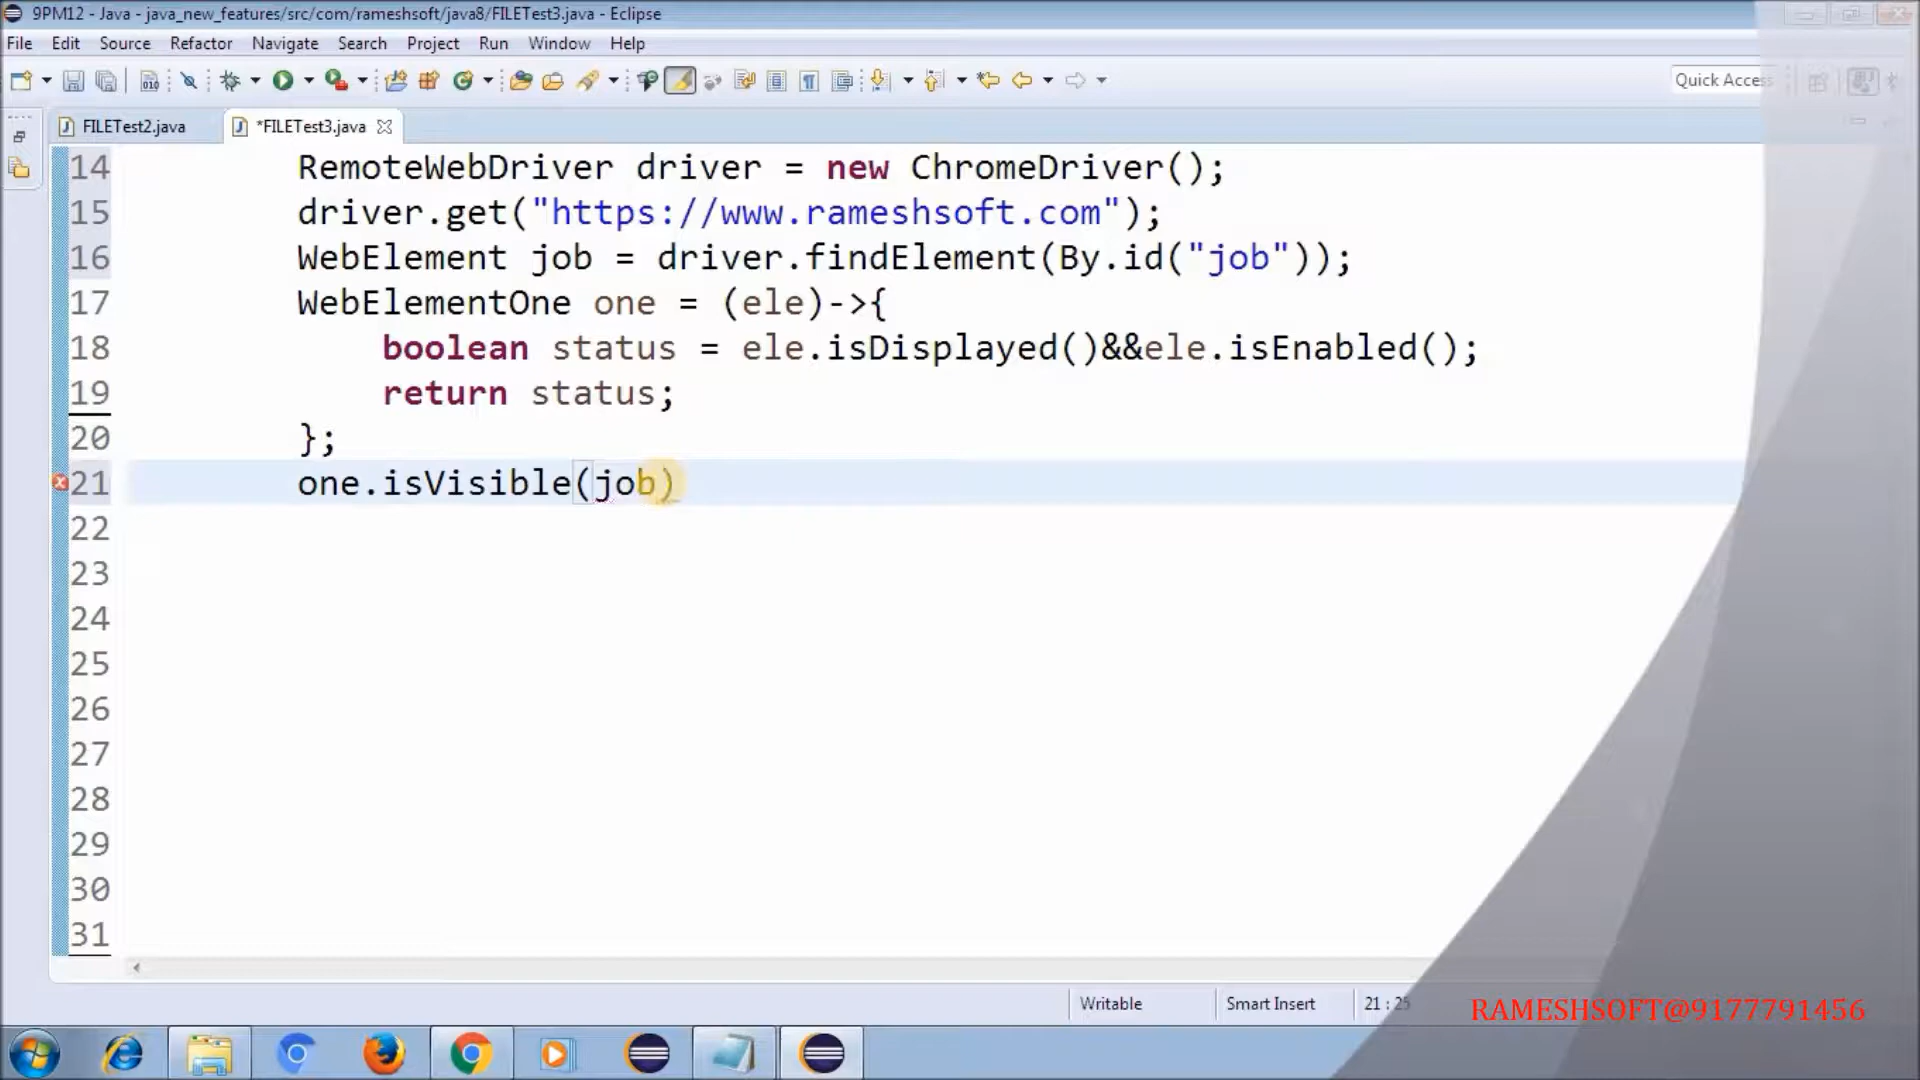 9PM12 - Java - java_new_features/src/com/rameshsoft/java8/FILETest3.java - Eclipse
File Edit Source Refactor Navigate Search Project Run Window Help
010
Quick Access
FILETest2.java *FILETest3.java
14 RemoteWebDriver driver = new ChromeDriver();
15 driver.get("https://www.rameshsoft.com");
16 WebElement job = driver.findElement(By.id("job"));
17 WebElementOne one = (ele)->{
18 boolean status = ele.isDisplayed()&&ele.isEnabled();
19 return status;
20 };
21 one.isVisible(job)
22
23
24
25
26
27
28
29
30
31
Writable Smart Insert 21 : 25
RAMESHSOFT@9177791456